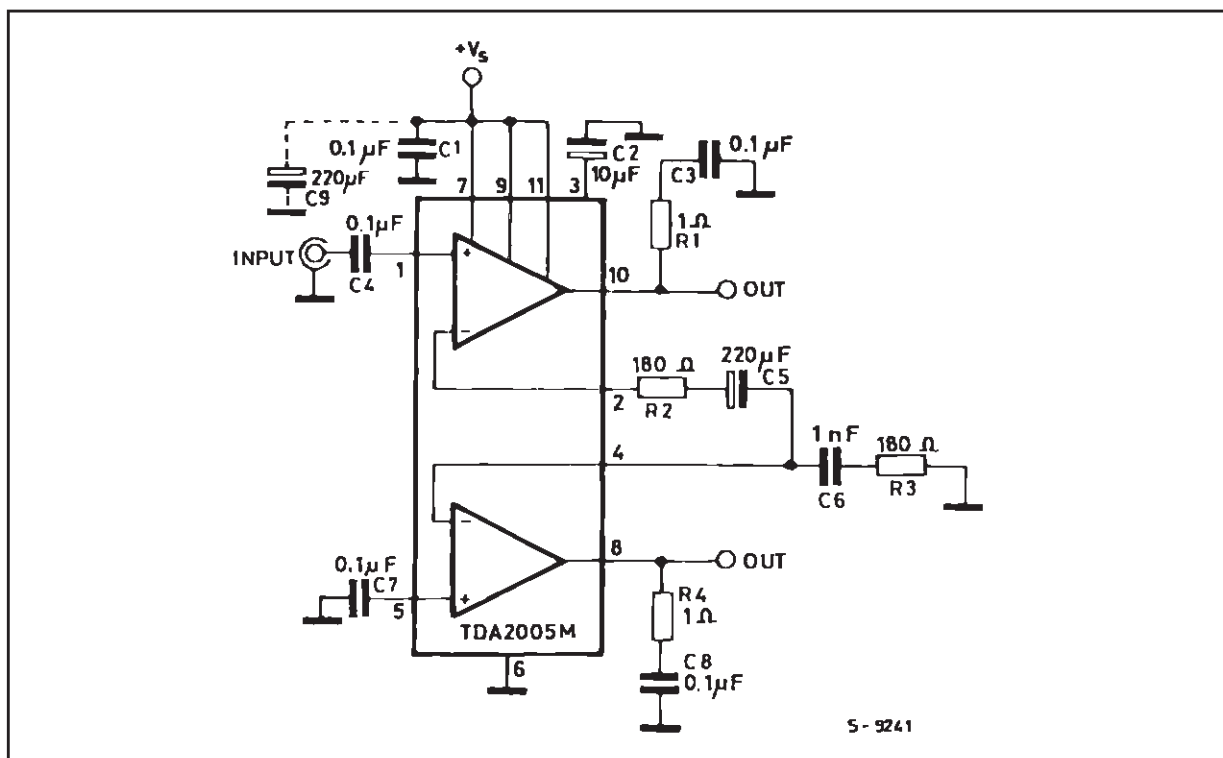 +Vs
0.1 µF
C1
220µF
C9
C2
10µF
0.1 µF
C3
7
9
11
3
1Ω
R1
0.1µF
INPUT
C4
1
+
10
OUT
−
180 Ω
R2
220µF
C5
2
4
1nF
C6
180 Ω
R3
−
8
OUT
0.1µF
C7
5
+
R4
1Ω
TDA2005M
6
C8
0.1µF
S-9241